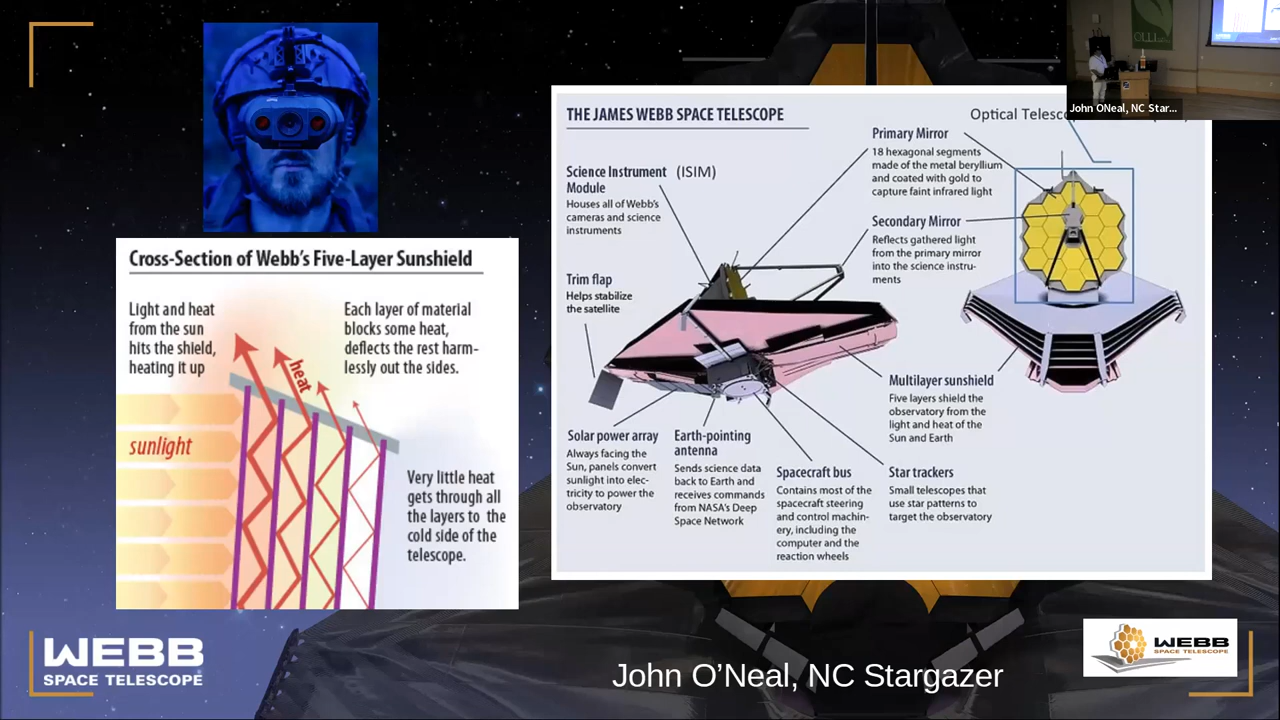 John ONeal, NC Star...
THE JAMES WEBB SPACE TELESCOPE
Optical
Science Instrument (ISIM)
Module
Houses all of Webb's
cameras and science
instruments
Primary Mirror
18 hexagonal segments
made of the metal beryllium
and coated with gold to
capture faint infrared light
Secondary Mirror
Reflects gathered light
from the primary mirror
into the science instru-
ments
Trim flap
Helps stabilize
the satellite
Multilayer sunshield
Five layers shield the
observatory from the
light and heat of the
Sun and Earth
Solar power array
Always facing the
Sun, panels convert
sunlight into elec-
tricity to power the
observatory
Earth-pointing
antenna
Sends science data
back to Earth and
receives commands
from NASA's Deep
Space Network
Spacecraft bus
Contains most of the
spacecraft steering
and control machin-
ery, including the
computer and the
reaction wheels
Star trackers
Small telescopes that
use star patterns to
target the observatory
Cross-Section of Webb's Five-Layer Sunshield
Light and heat
from the sun
hits the shield,
heating it up
Each layer of material
blocks some heat,
deflects the rest harm-
lessly out the sides.
heat
sunlight
Very little heat
gets through all
the layers to the
cold side of the
telescope.
WEBB
SPACE TELESCOPE
John O'Neal, NC Stargazer
WEBB
SPACE TELESCOPE